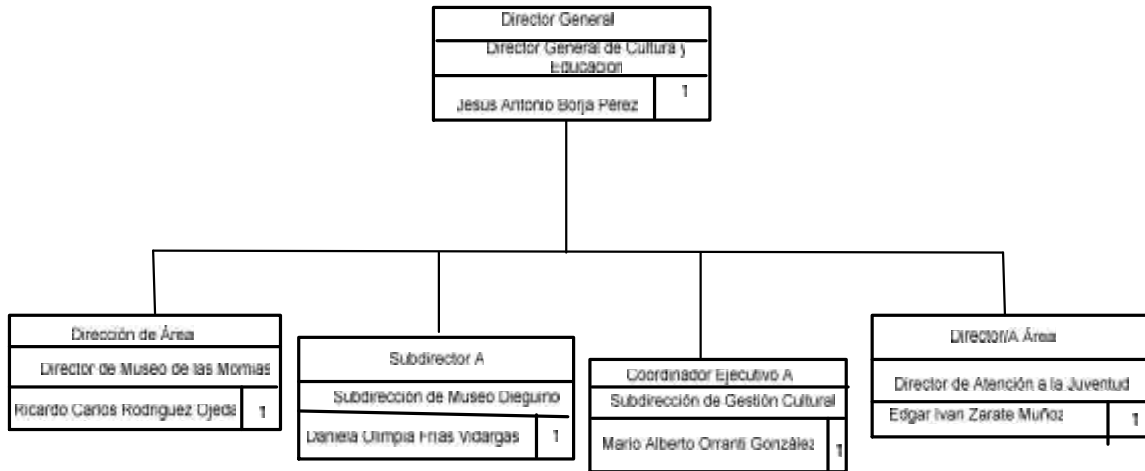 Director General
Director General de Cultura y
Educacion
Jesus Antonio Borja Pérez
1
Dirección de Área
Director de Museo de las Momias
Ricardo Carlos Rodriguez Ojeda
1
Subdirector A
Subdirección de Museo Dieguino
Daniela Olimpia Frias Vidargas
1
Coordinador Ejecutivo A
Subdirección de Gestión Cultural
Mario Alberto Orranti González
1
Director/A Área
Director de Atención a la Juventud
Edgar Ivan Zarate Muñoz
1